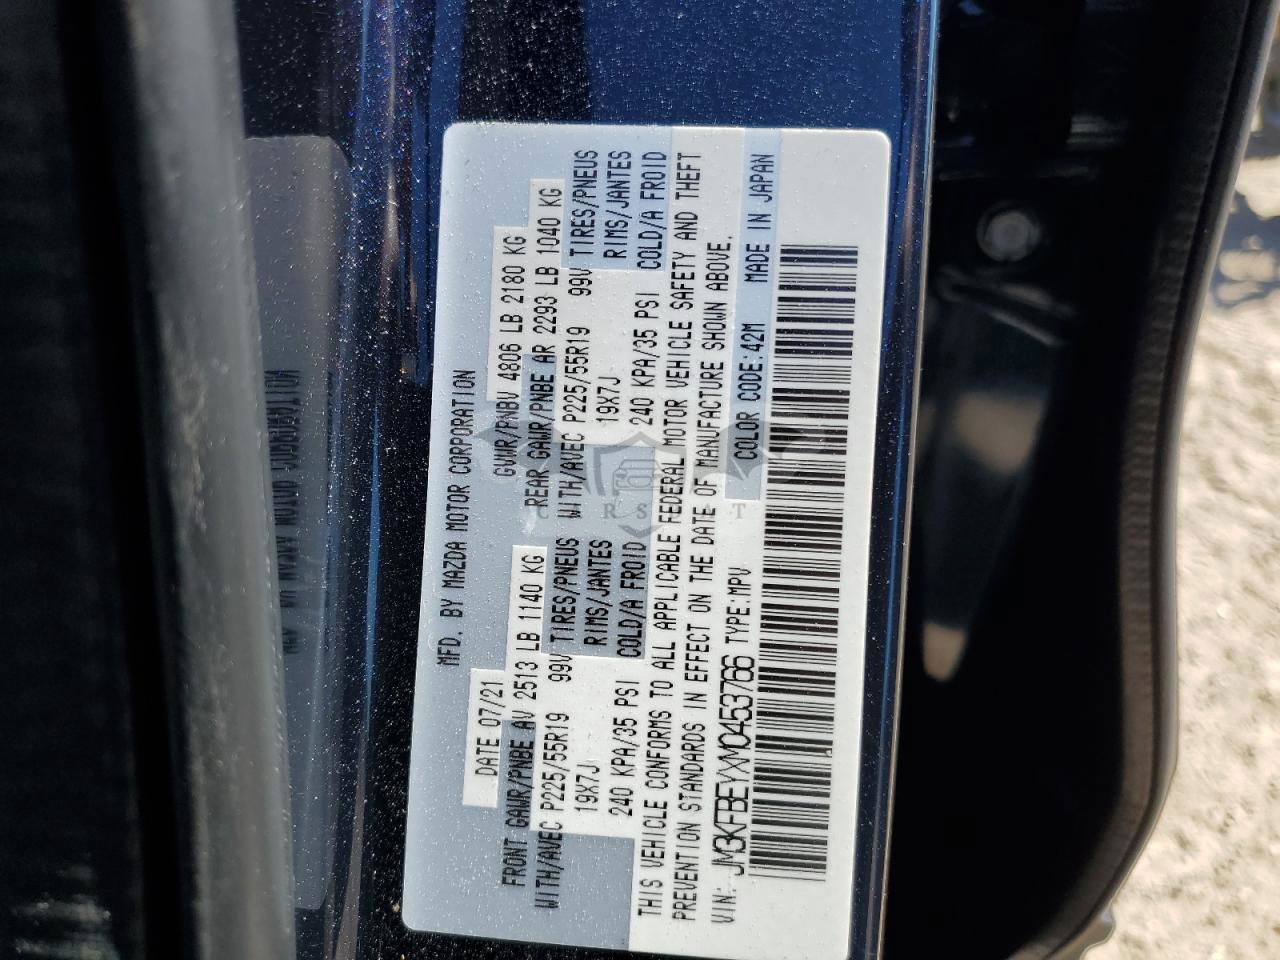 MFD. BY MAZDA MOTOR CORPORATION
DATE 07/21 GVWR/PNBV 4806 LB 2180 KG
FRONT GAWR/PNBE AV 2513 LB 1140 KG REAR GAWR/PNBE AR 2293 LB 1040 KG
WITH/AVEC P225/55R19 99V TIRES/PNEUS WITH/AVEC P225/55R19 99V TIRES/PNEUS
19X7J RIMS/JANTES 19X7J RIMS/JANTES
240 KPA/35 PSI COLD/A FROID 240 KPA/35 PSI COLD/A FROID
THIS VEHICLE CONFORMS TO ALL APPLICABLE FEDERAL MOTOR VEHICLE SAFETY AND THEFT
PREVENTION STANDARDS IN EFFECT ON THE DATE OF MANUFACTURE SHOWN ABOVE.
VIN: JM3KFBEYXM0453766 TYPE:MPV COLOR CODE:42M MADE IN JAPAN